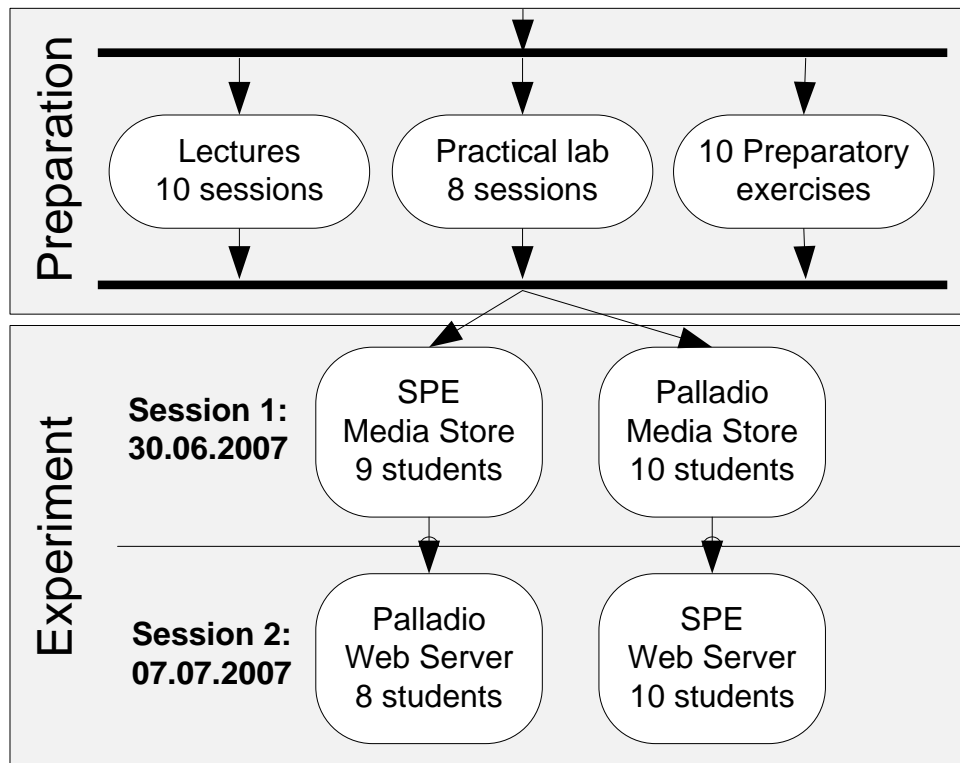 Preparation
Lectures
10 sessions
Practical lab
8 sessions
10 Preparatory
exercises
Experiment
Session 1:
30.06.2007
SPE
Media Store
9 students
Palladio
Media Store
10 students
Session 2:
07.07.2007
Palladio
Web Server
8 students
SPE
Web Server
10 students